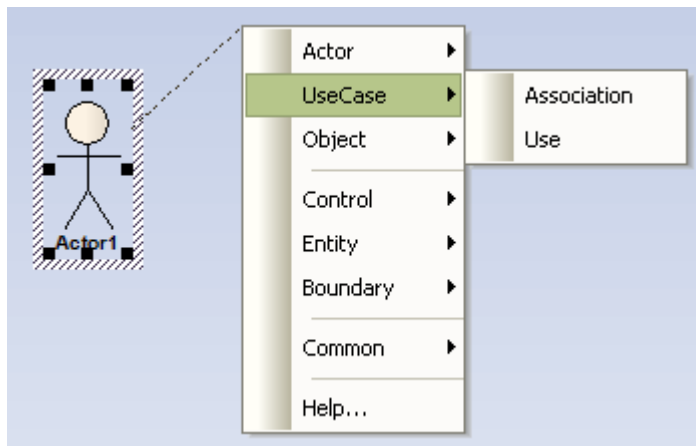 Actor1
Actor
UseCase
Object
Control
Entity
Boundary
Common
Help...
Association
Use